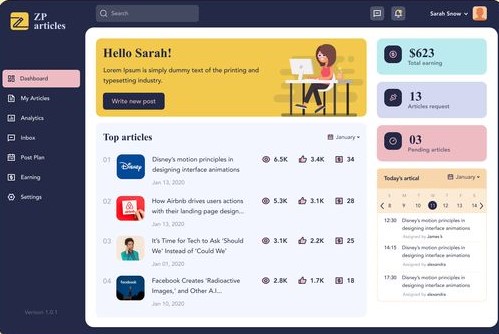 ZP
articles
Search
Sarah Snow
Dashboard
My Articles
Analytics
Inbox
Post Plan
Earning
Settings
Version 1.0.1
Hello Sarah!
Lorem Ipsum is simply dummy text of the printing and
typesetting industry.
Write new post
$623
Total earning
13
Articles request
03
Pending articles
Top articles
January
01
Disney
Disney's motion principles in
designing interface animations
Jan 13, 2020
6.5K
3.4K
34
02
How Airbnb drives users actions
with their landing page design...
Jan 13, 2020
5.3K
3.1K
28
03
It's Time for Tech to Ask 'Should
We' Instead of 'Could We'
Jan 01, 2020
3.1K
2.2K
25
04
facebook
Facebook Creates 'Radioactive
Images,' and Other A.I...
Jan 10, 2020
2.8K
1.7K
18
Today's artical
January
S M T W T F S
8 9 10 11 12 13 14
12:30
Disney's motion principles in
designing interface animations
Assigned by James k
14:15
Disney's motion principles in
designing interface animations
Assigned by alexandra
17:30
Disney's motion principles in
designing interface animations
Assigned by alexandra